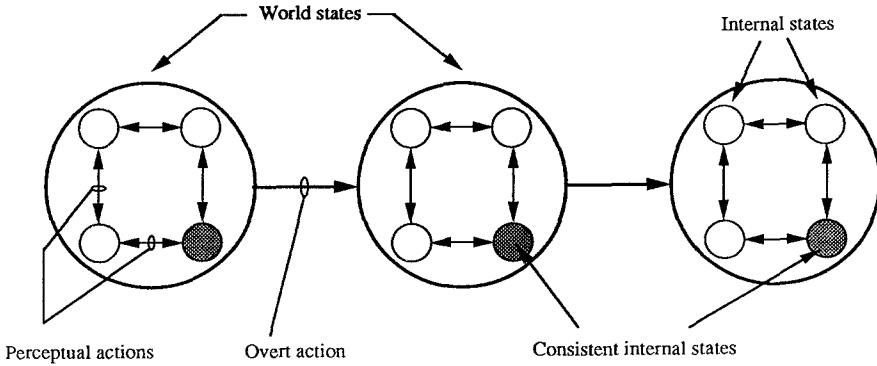 World states
Internal states
Perceptual actions
Overt action
Consistent internal states